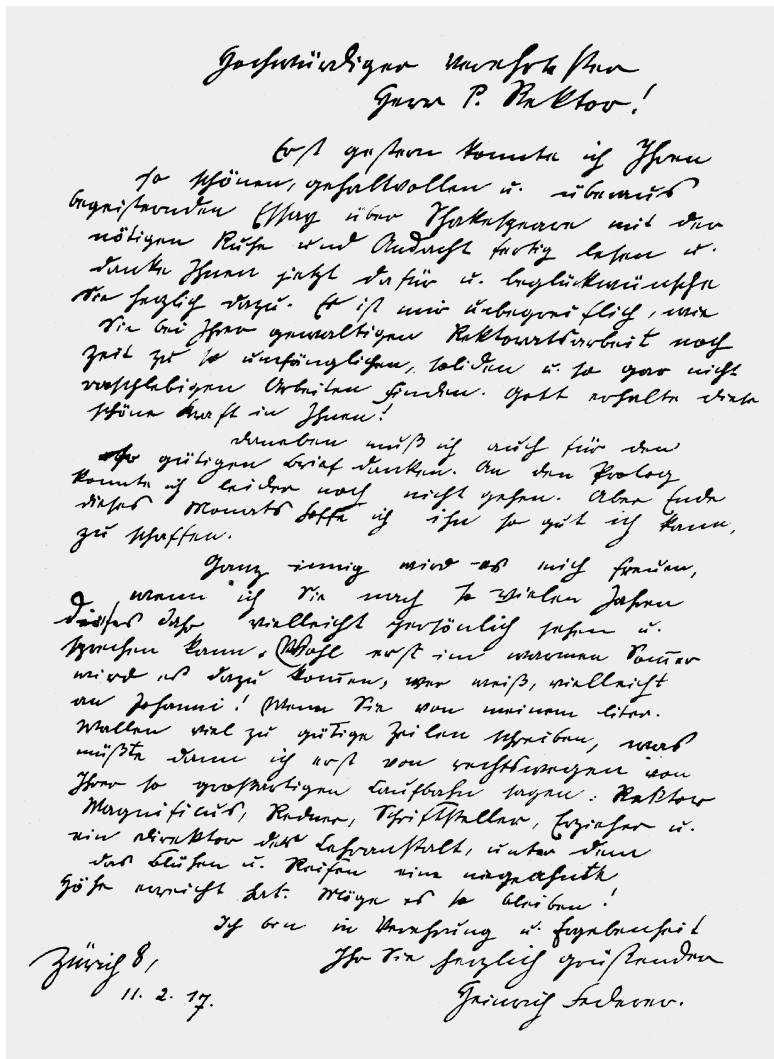 Hochwürdiger verehrtester
Herr P. Rektor!
Erst gestern konnte ich Ihren
so schönen, gehaltvollen u. überaus
begeisternden Essay über Shakespeare mit der
nötigen Ruhe und Andacht fertig lesen u.
danke Ihnen jetzt dafür u. beglückwünsche
Sie herzlich dazu. Es ist mir unbegreiflich, wie
Sie bei Ihrer gewaltigen Rektoratsarbeit noch
Zeit zu so umfänglichen, soliden u. so gar nicht
raschlebigen Arbeiten finden. Gott erhalte diese
schöne Kraft in Ihnen!
Daneben muß ich auch für den
so gütigen Brief danken. An den Prolog
konnte ich leider noch nicht gehen. Aber Ende
dieses Monats hoffe ich ihn so gut ich kann,
zu schaffen.
Ganz innig wird es mich freuen,
wenn ich Sie nach so vielen Jahren
dieses Jahr vielleicht persönlich sehen u.
sprechen kann. Wohl erst im warmen Som̅er
wird es dazu kom̅en, wer weiß, vielleicht
an Johanni! Wenn Sie von meinem liter.
Wallen viel zu gütige Zeilen schreiben, was
müßte dann ich erst von rechtswegen von
Ihrer so großartigen Laufbahn sagen: Rektor
Magnificus, Redner, Schriftsteller, Erzieher u.
ein Direktor der Lehranstalt, unter dem
das Blühen u. Reifen eine ungeahnte
Höhe erreicht hat. Möge es so bleiben!
Ich bin in Verehrung u. Ergebenheit
Ihr Sie herzlich grüßender
Zürich 8,
11. 2. 17.
Heinrich Federer.